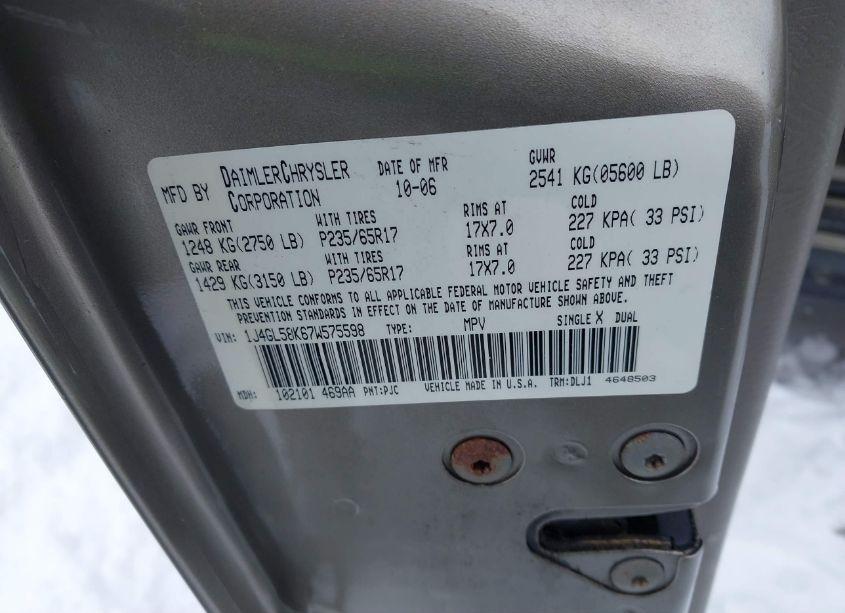 MFD BY DAIMLERCHRYSLER CORPORATION DATE OF MFR 10-06 GVWR 2541 KG(05600 LB)
GAWR FRONT WITH TIRES RIMS AT COLD
1248 KG(2750 LB) P235/65R17 17X7.0 227 KPA( 33 PSI)
GAWR REAR WITH TIRES RIMS AT COLD
1429 KG(3150 LB) P235/65R17 17X7.0 227 KPA( 33 PSI)
THIS VEHICLE CONFORMS TO ALL APPLICABLE FEDERAL MOTOR VEHICLE SAFETY AND THEFT
PREVENTION STANDARDS IN EFFECT ON THE DATE OF MANUFACTURE SHOWN ABOVE.
VIN: 1J4GL58K67W575598 TYPE: MPV SINGLE X DUAL
MDH: 102101 469AA PNT:PJC VEHICLE MADE IN U.S.A. TRM:DLJ1 4648503